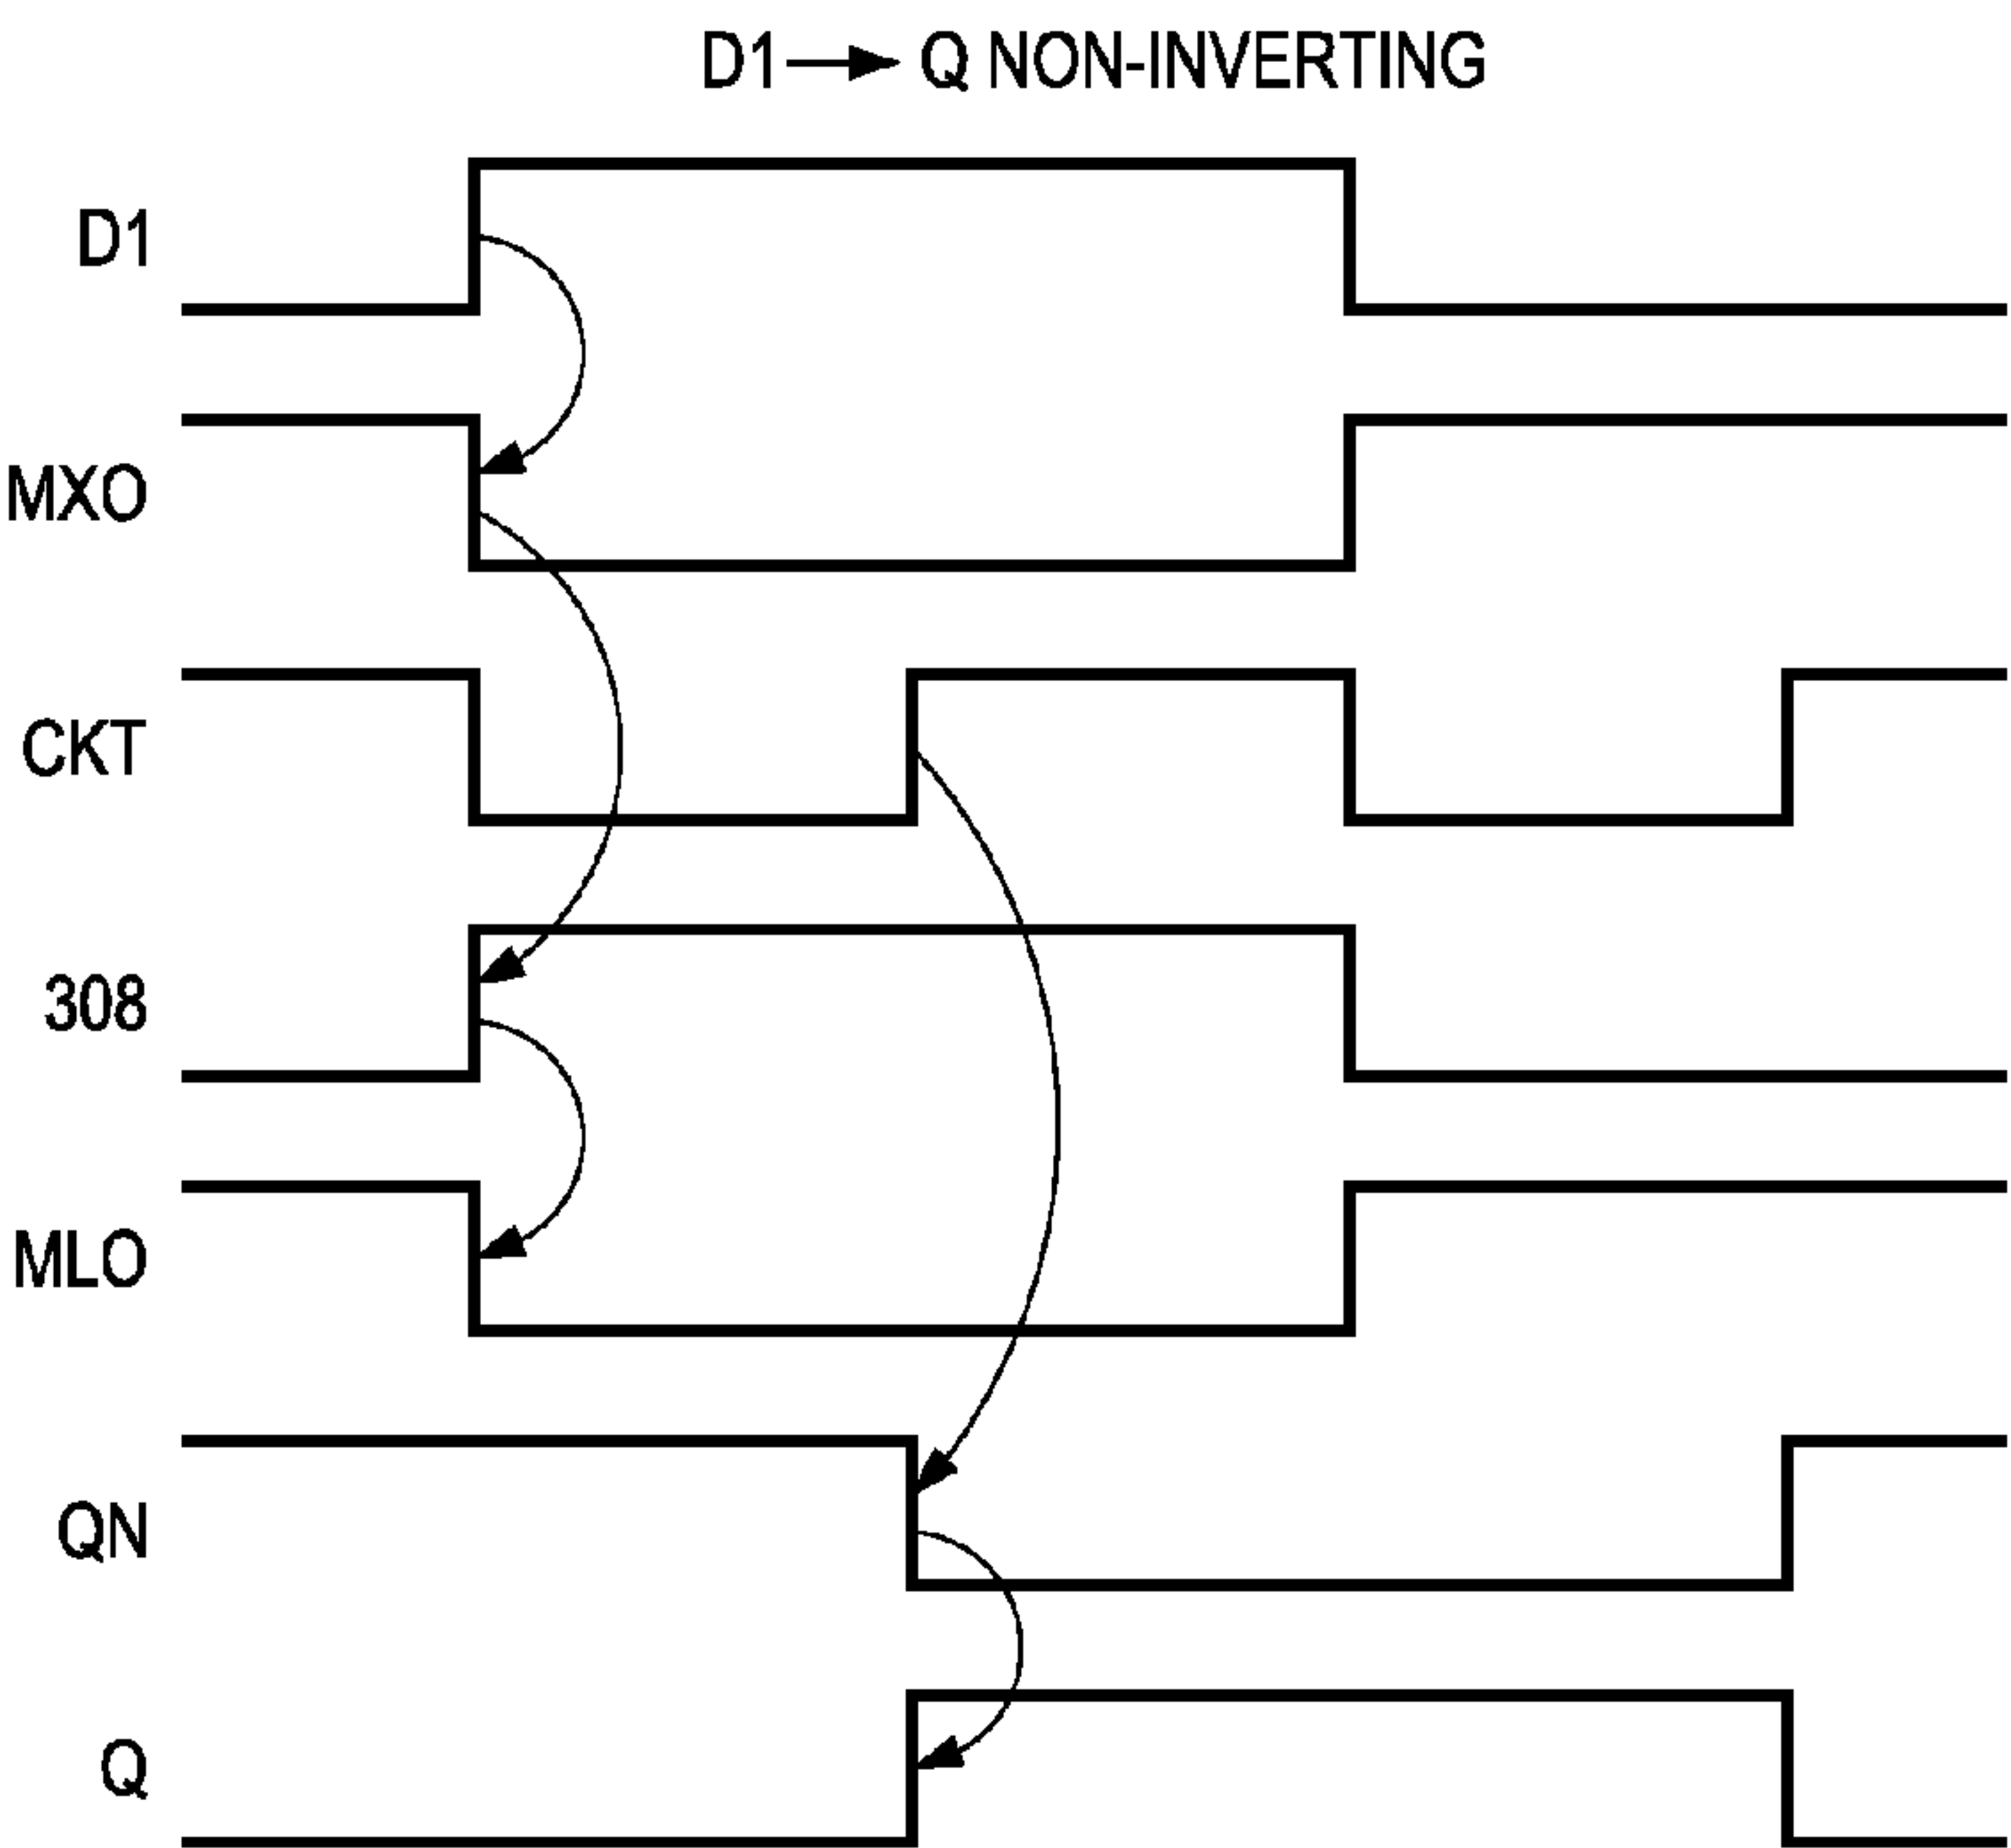 D1 → Q NON-INVERTING
D1
MXO
CKT
308
MLO
QN
Q